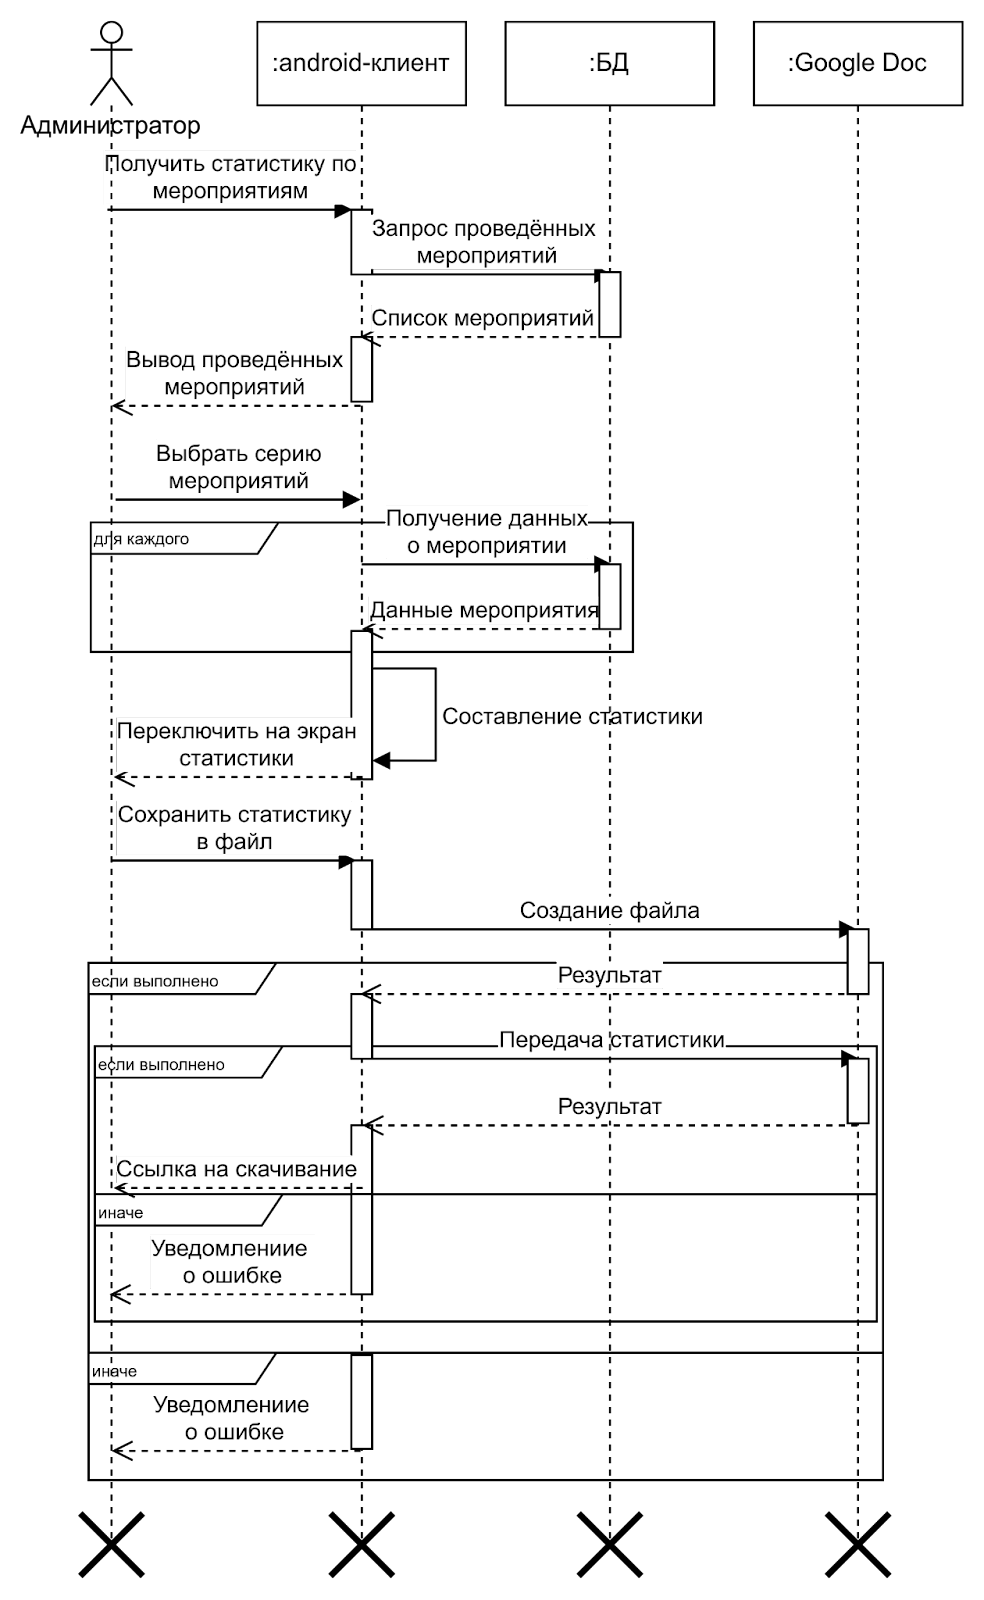 :android-клиент
:БД
:Google Doc
Администратор
Получить статистику по
мероприятиям
Запрос проведённых
мероприятий
Список мероприятий
Вывод проведённых
мероприятий
Выбрать серию
мероприятий
для каждого
Получение данных
о мероприятии
Данные мероприятия
Составление статистики
Переключить на экран
статистики
Сохранить статистику
в файл
Создание файла
если выполнено
Результат
если выполнено
Передача статистики
Результат
Ссылка на скачивание
иначе
Уведомлениие
о ошибке
иначе
Уведомлениие
о ошибке